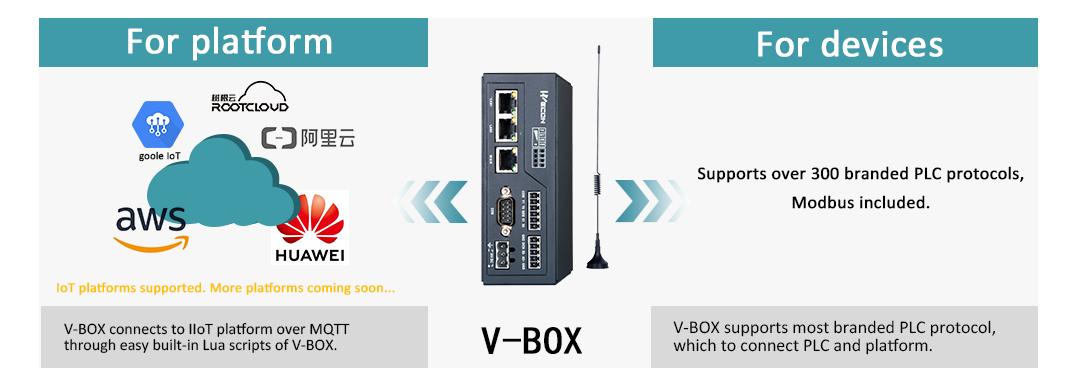 For platform
For devices
树根云
ROOTCLOUD
goole IoT
阿里云
aws
HUAWEI
IoT platforms supported. More platforms coming soon...
V-BOX connects to IIoT platform over MQTT
through easy built-in Lua scripts of V-BOX.
WECON
V-BOX
Supports over 300 branded PLC protocols,
Modbus included.
V-BOX supports most branded PLC protocol,
which to connect PLC and platform.